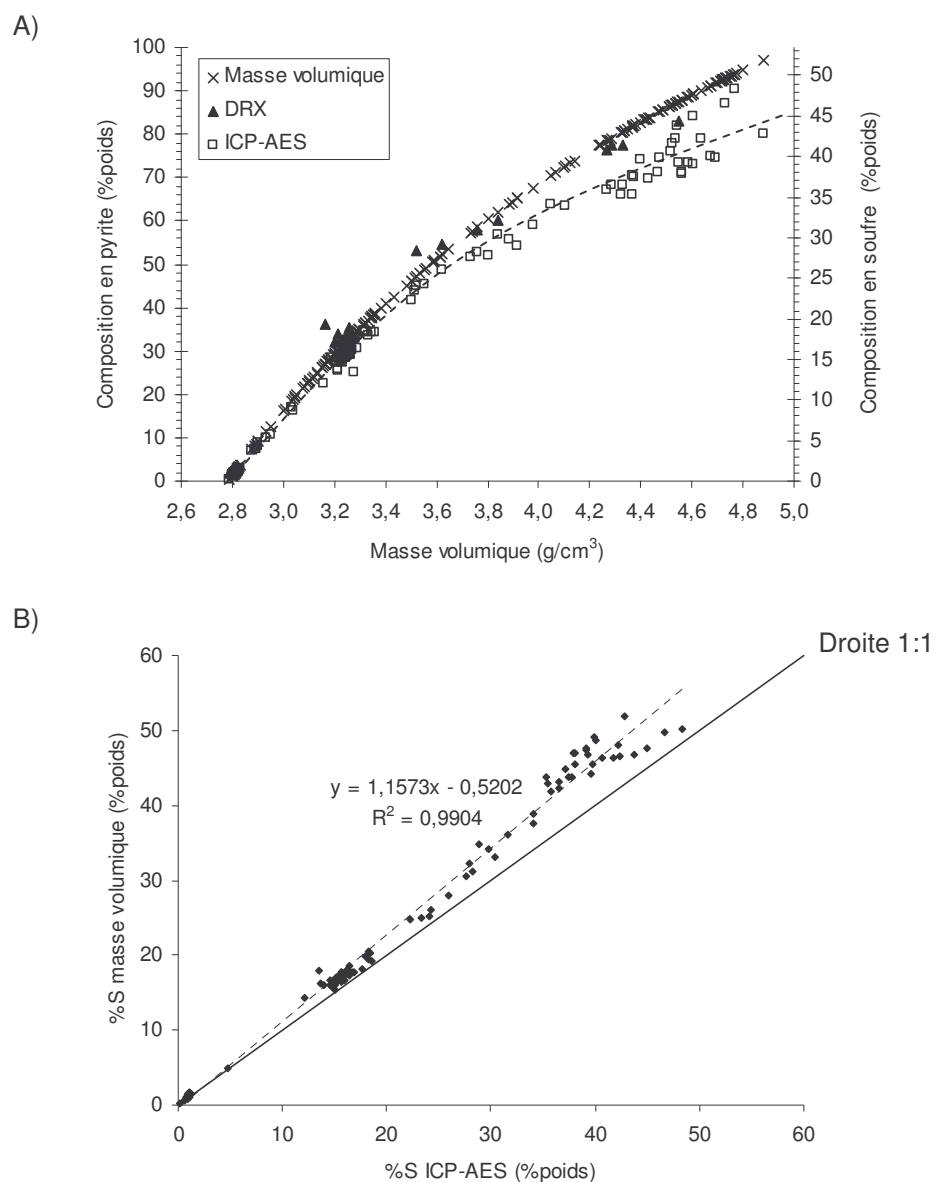 A)
Masse volumique
DRX
ICP-AES
Composition en pyrite (%poids)
100
90
80
70
60
50
40
30
20
10
0
Composition en soufre (%poids)
50
45
40
35
30
25
20
15
10
5
0
2,6 2,8 3,0 3,2 3,4 3,6 3,8 4,0 4,2 4,4 4,6 4,8 5,0
Masse volumique (g/cm³)
B)
Droite 1:1
y = 1,1573x - 0,5202
R² = 0,9904
%S masse volumique (%poids)
60
50
40
30
20
10
0
0 10 20 30 40 50 60
%S ICP-AES (%poids)